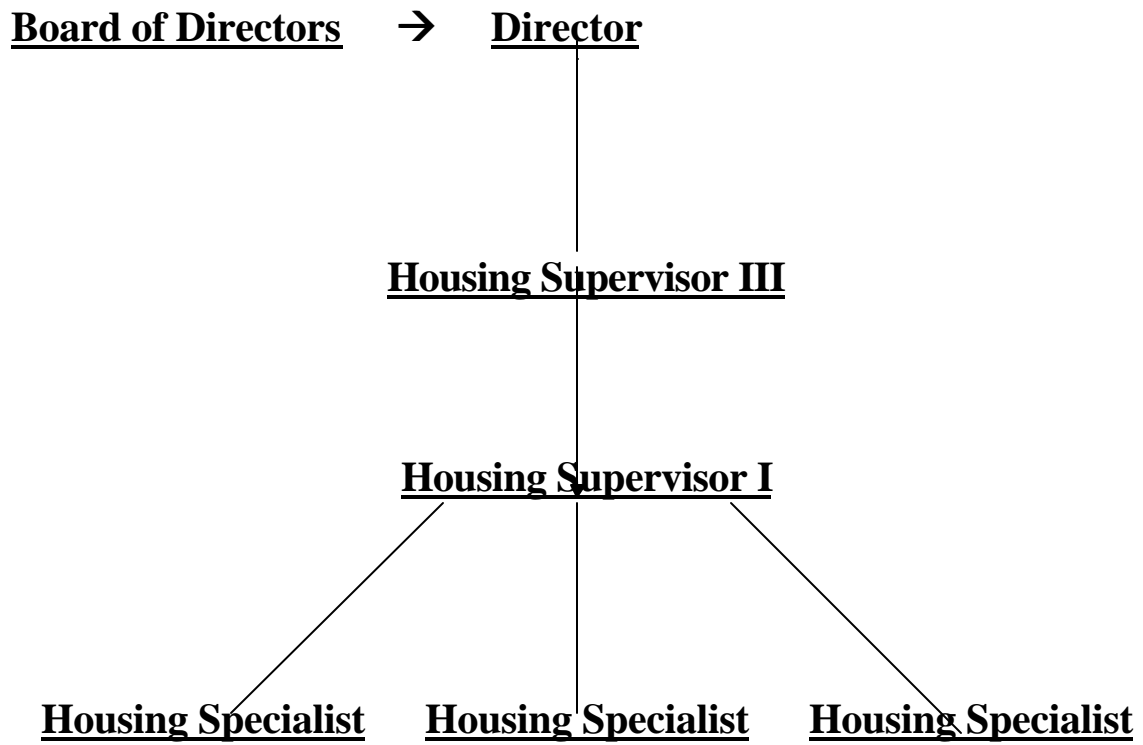 Board of Directors → Director
Housing Supervisor III
Housing Supervisor I
Housing Specialist Housing Specialist Housing Specialist